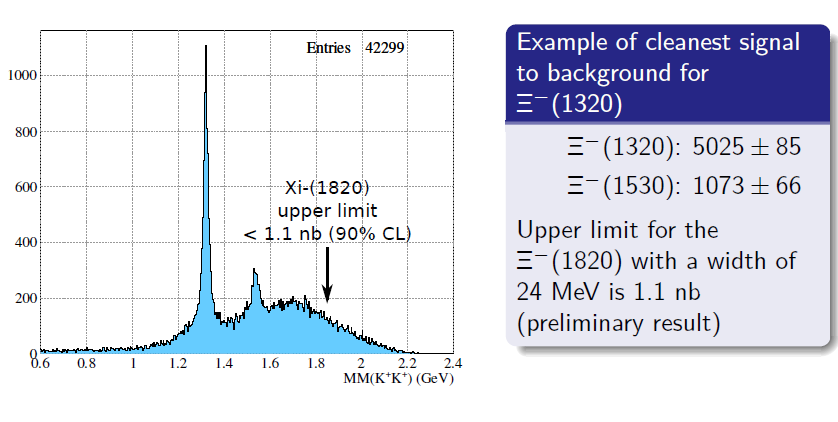 Entries 42299
1000
800
600
400
200
0
Xi-(1820)
upper limit
< 1.1 nb (90% CL)
0.6 0.8 1 1.2 1.4 1.6 1.8 2 2.2 2.4
MM(K⁺K⁺) (GeV)
Example of cleanest signal
to background for
Ξ⁻(1320)
Ξ⁻(1320): 5025 ± 85
Ξ⁻(1530): 1073 ± 66
Upper limit for the
Ξ⁻(1820) with a width of
24 MeV is 1.1 nb
(preliminary result)